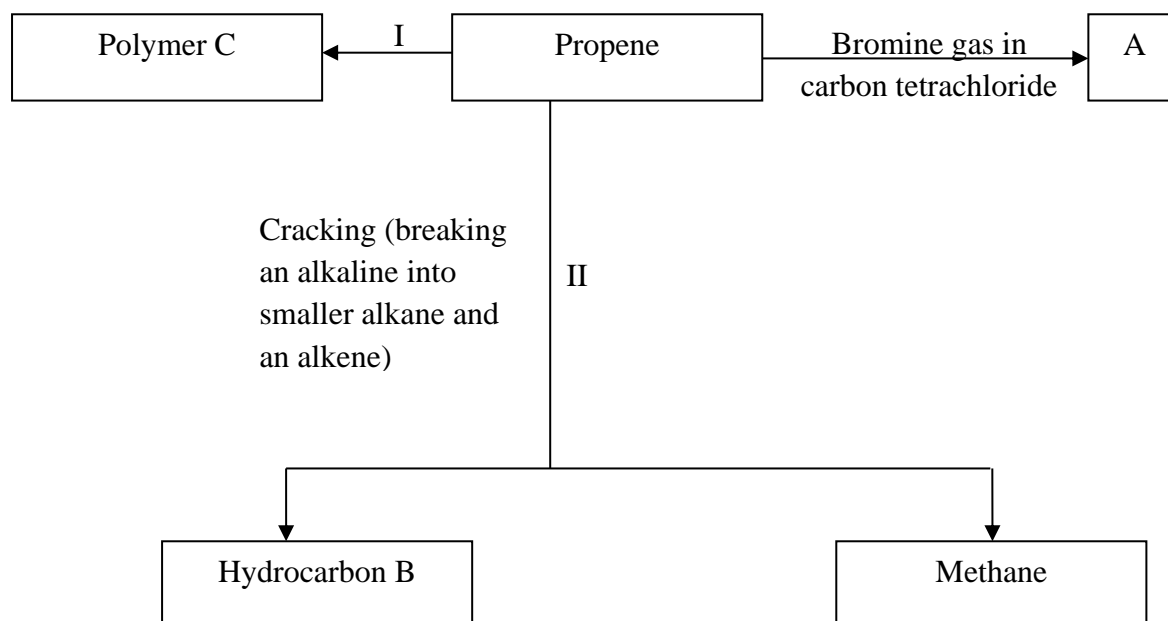 Polymer C
I
Propene
Bromine gas in
carbon tetrachloride
A
Cracking (breaking
an alkaline into
smaller alkane and
an alkene)
II
Hydrocarbon B
Methane